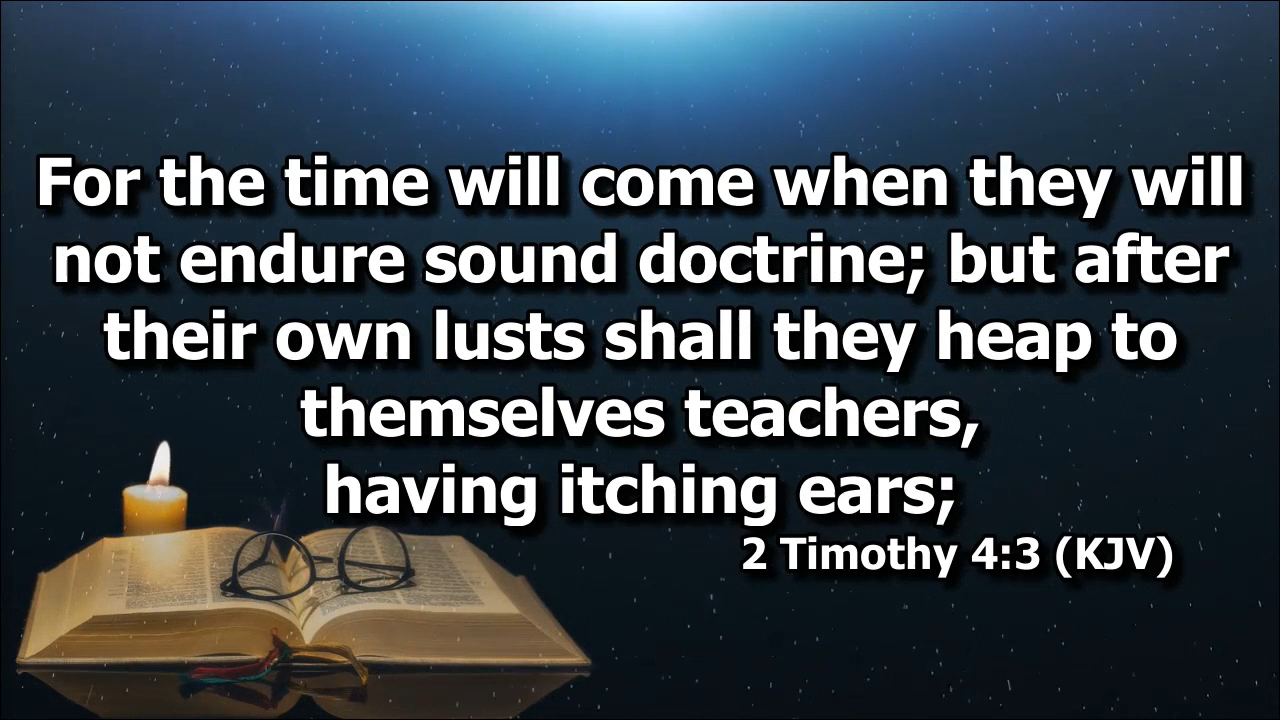 For the time will come when they will
not endure sound doctrine; but after
their own lusts shall they heap to
themselves teachers,
having itching ears;
2 Timothy 4:3 (KJV)